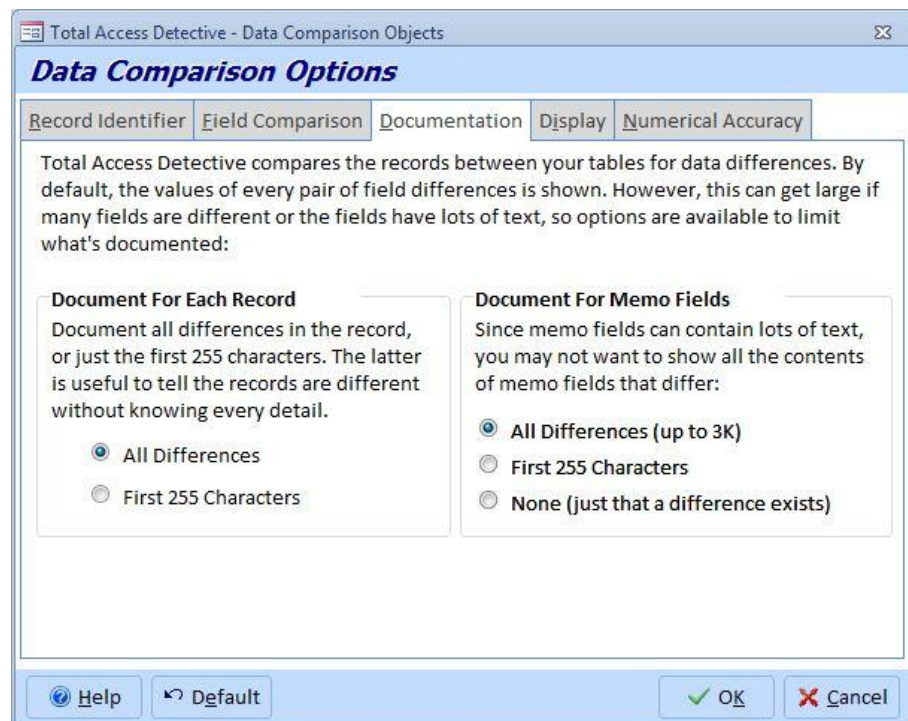 Total Access Detective - Data Comparison Objects
Data Comparison Options
Record Identifier Field Comparison Documentation Display Numerical Accuracy
Total Access Detective compares the records between your tables for data differences. By
default, the values of every pair of field differences is shown. However, this can get large if
many fields are different or the fields have lots of text, so options are available to limit
what's documented:
Document For Each Record
Document all differences in the record,
or just the first 255 characters. The latter
is useful to tell the records are different
without knowing every detail.
All Differences
First 255 Characters
Document For Memo Fields
Since memo fields can contain lots of text,
you may not want to show all the contents
of memo fields that differ:
All Differences (up to 3K)
First 255 Characters
None (just that a difference exists)
Help Default OK Cancel